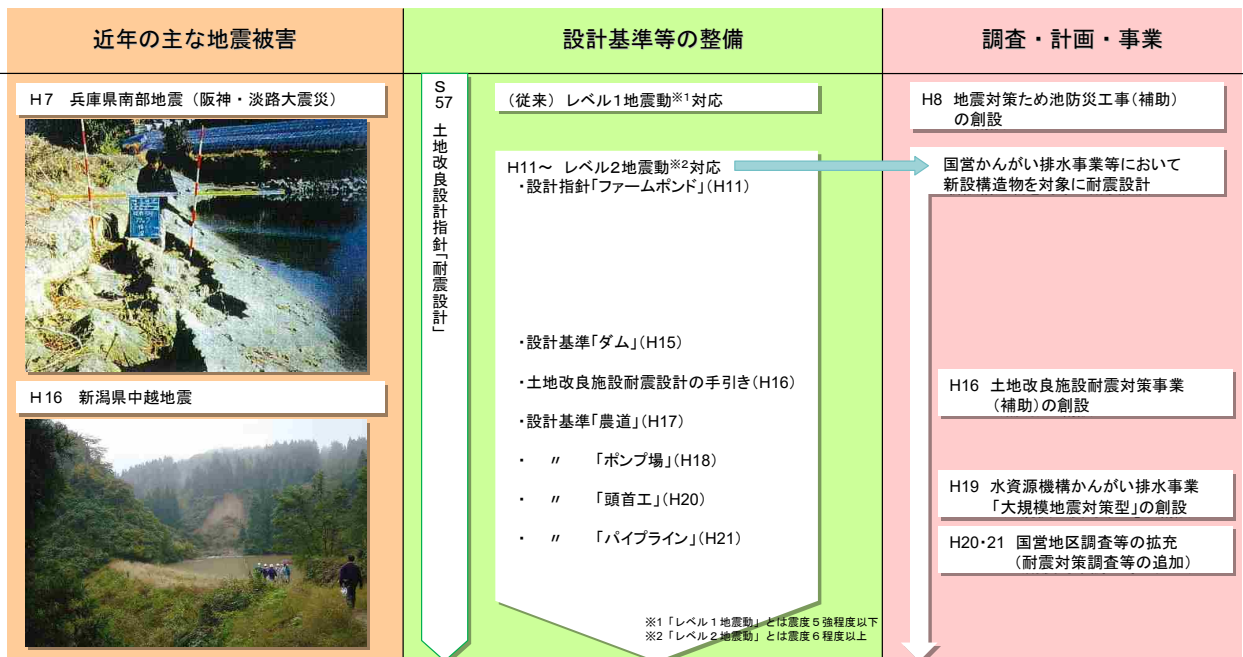 近年の主な地震被害
設計基準等の整備
調査・計画・事業
H7 兵庫県南部地震（阪神・淡路大震災）
H16 新潟県中越地震
S57 土地改良設計指針「耐震設計」
（従来）レベル1地震動※1対応
H11～ レベル2地震動※2対応
・設計指針「ファームポンド」(H11)
・設計基準「ダム」(H15)
・土地改良施設耐震設計の手引き(H16)
・設計基準「農道」(H17)
・ 〃 「ポンプ場」(H18)
・ 〃 「頭首工」(H20)
・ 〃 「パイプライン」(H21)
※1「レベル１地震動」とは震度５強程度以下
※2「レベル２地震動」とは震度６程度以上
H8 地震対策ため池防災工事(補助)
の創設
国営かんがい排水事業等において
新設構造物を対象に耐震設計
H16 土地改良施設耐震対策事業
(補助)の創設
H19 水資源機構かんがい排水事業
「大規模地震対策型」の創設
H20・21 国営地区調査等の拡充
(耐震対策調査等の追加)